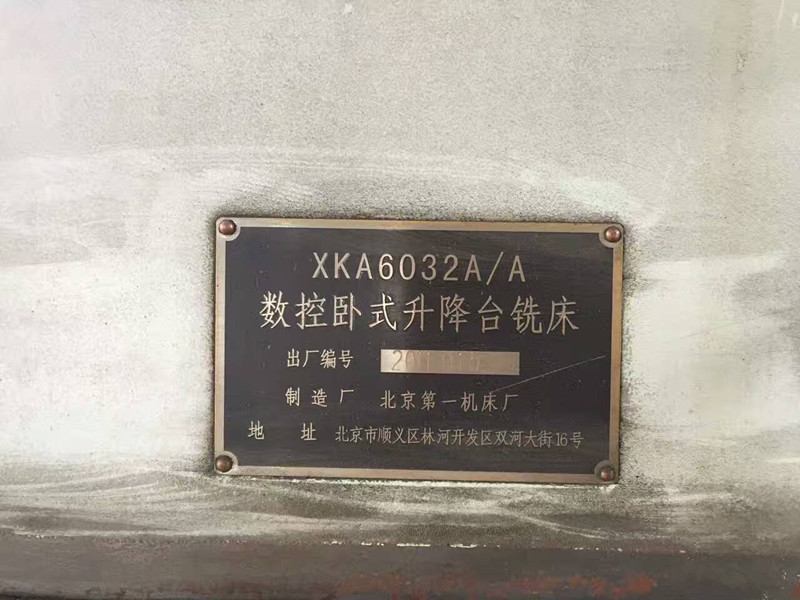 XKA6032A/A
数控卧式升降台铣床
出厂编号
制造厂 北京第一机床厂
地 址 北京市顺义区林河开发区双河大街16号